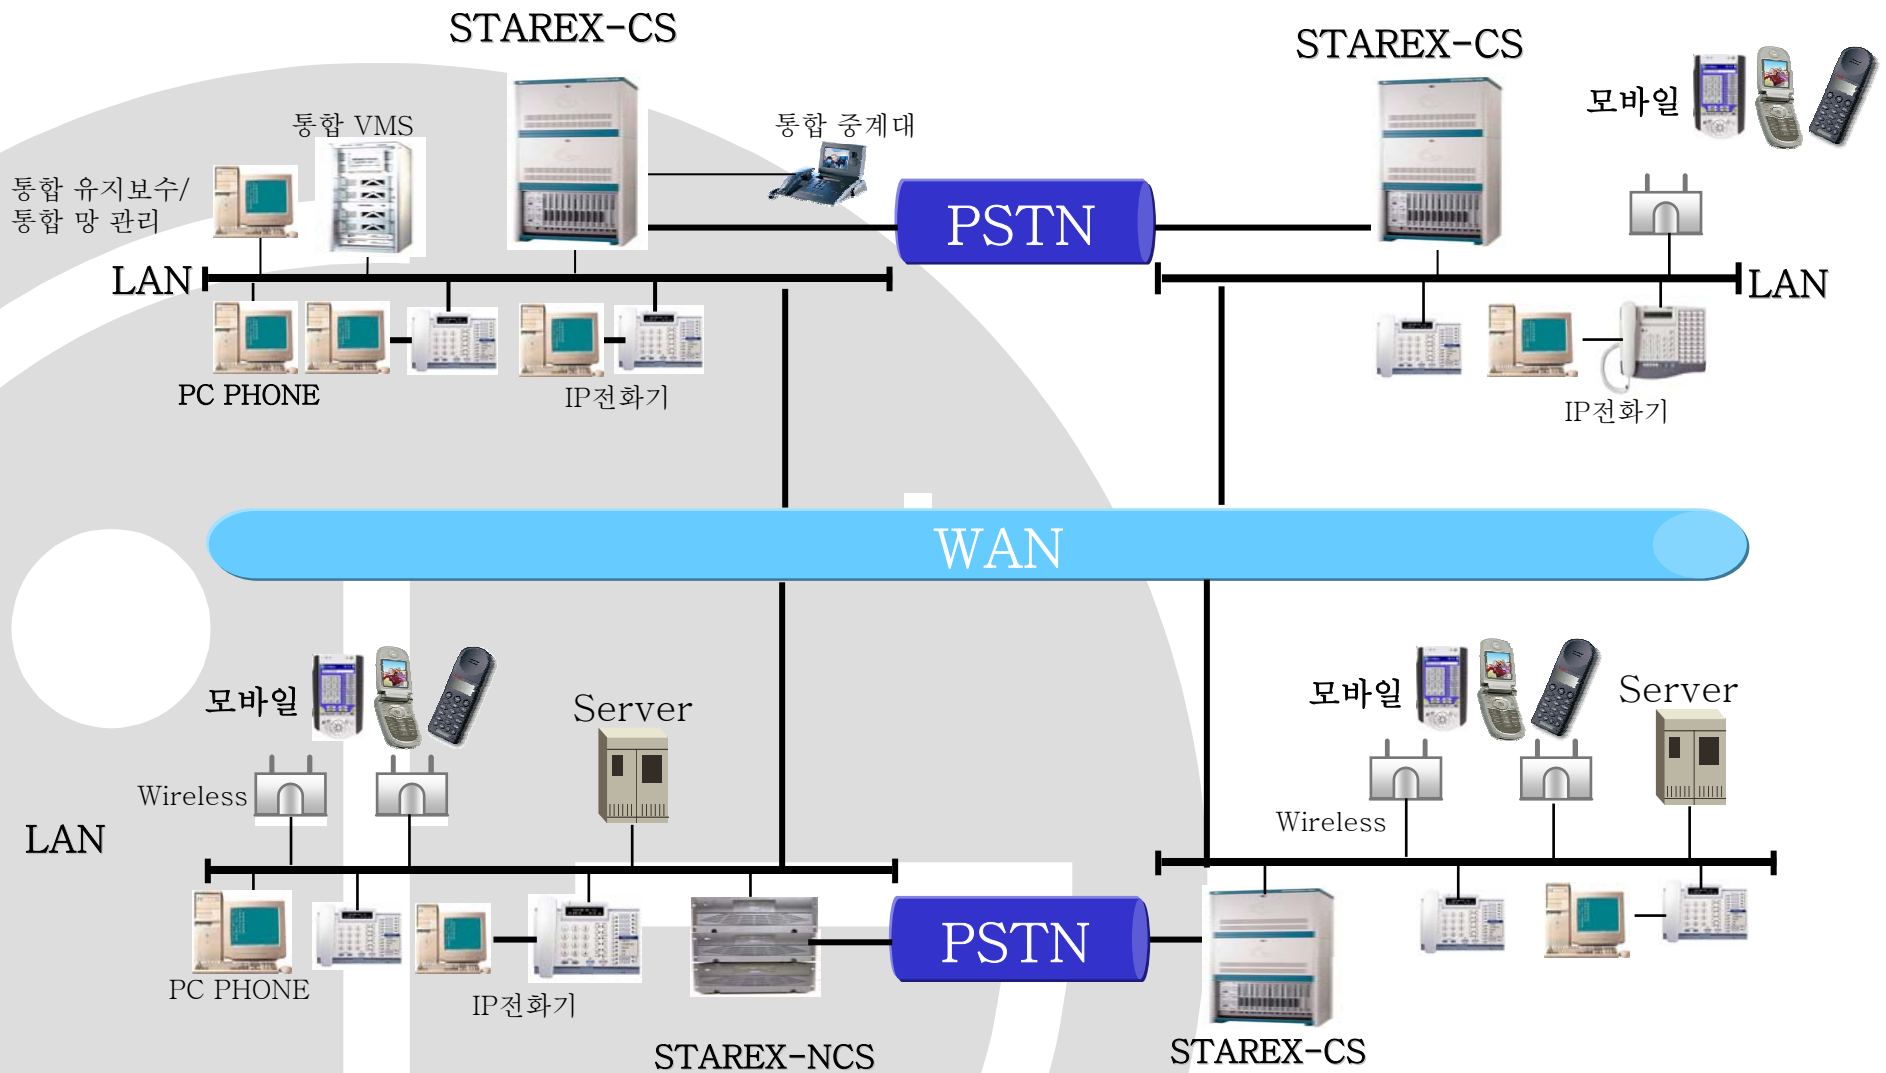 STAREX-CS
STAREX-CS
모바일
통합 VMS
통합 중계대
통합 유지보수/
통합 망 관리
PSTN
LAN
LAN
PC PHONE
IP전화기
IP전화기
WAN
모바일
Server
모바일
Server
Wireless
Wireless
LAN
PSTN
PC PHONE
IP전화기
STAREX-NCS
STAREX-CS